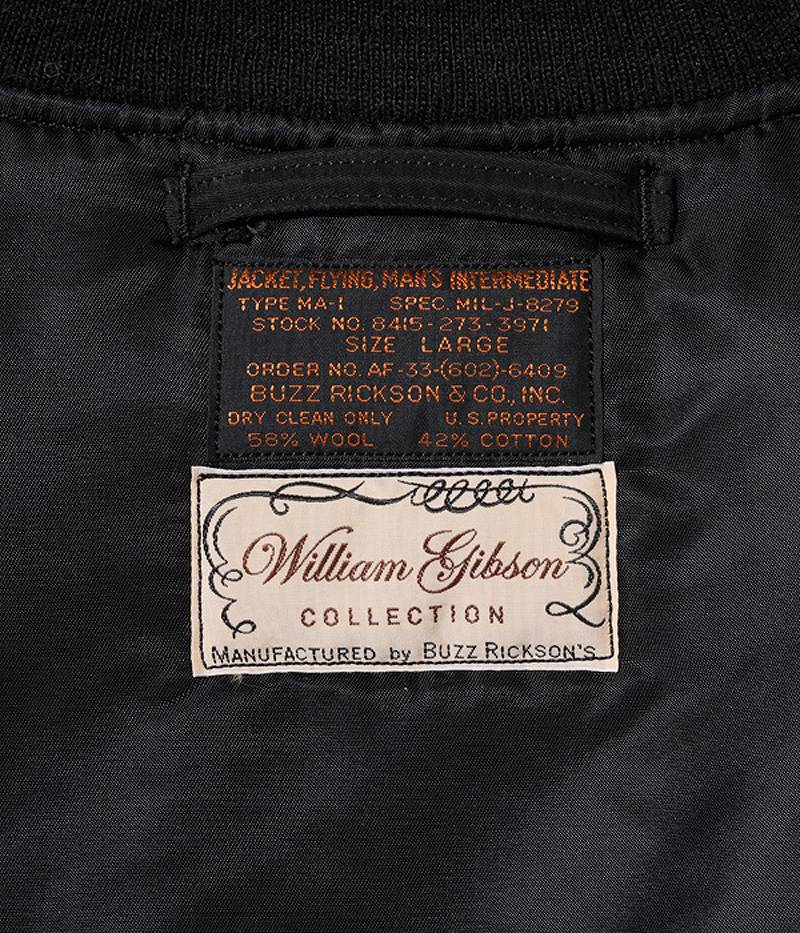 JACKET, FLYING, MAN'S INTERMEDIATE
TYPE MA-1 SPEC. MIL-J-8279
STOCK NO. 8415-273-3971
SIZE LARGE
ORDER NO. AF-33-(602)-6409
BUZZ RICKSON & CO., INC.
DRY CLEAN ONLY U.S. PROPERTY
58% WOOL 42% COTTON
William Gibson
COLLECTION
MANUFACTURED by BUZZ RICKSON'S